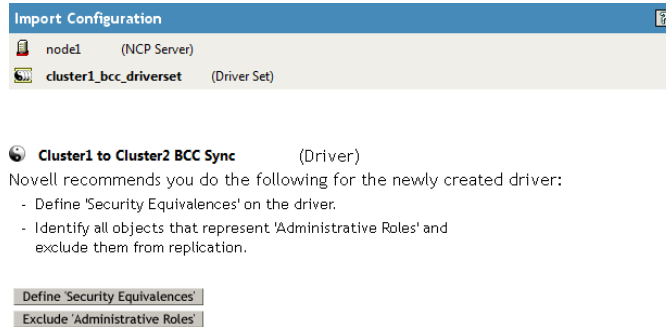 Import Configuration ?
node1 (NCP Server)
cluster1_bcc_driverset (Driver Set)
Cluster1 to Cluster2 BCC Sync (Driver)
Novell recommends you do the following for the newly created driver:
- Define 'Security Equivalences' on the driver.
- Identify all objects that represent 'Administrative Roles' and
exclude them from replication.
Define 'Security Equivalences'
Exclude 'Administrative Roles'